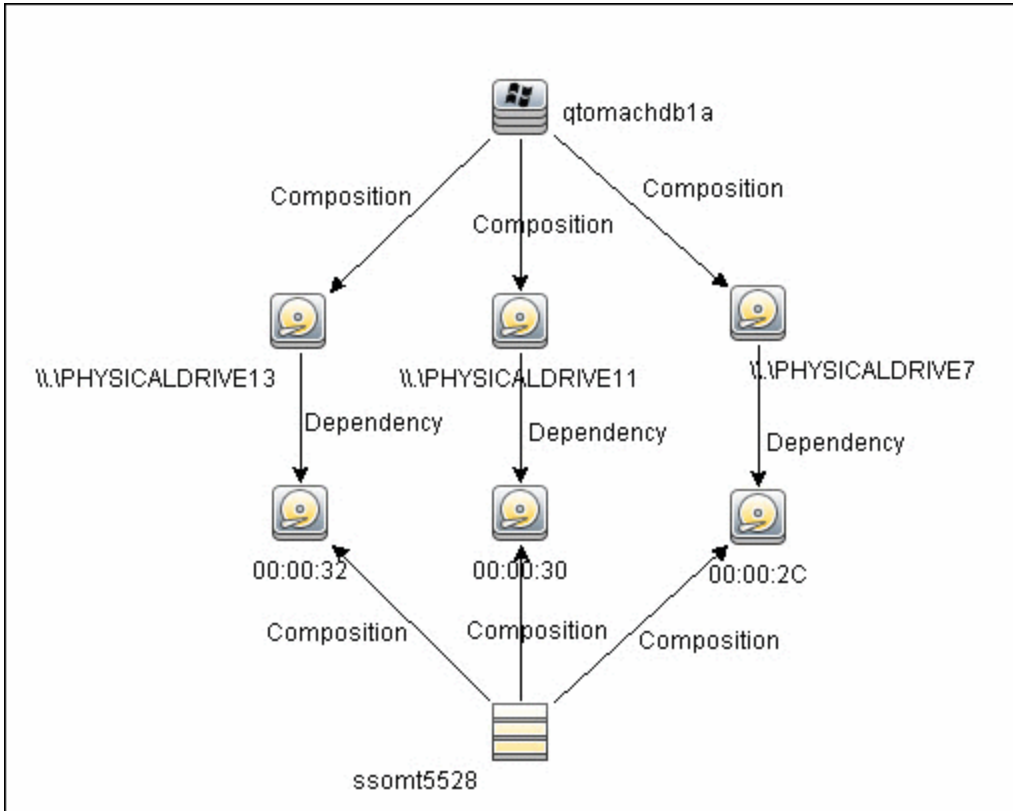 qtomachdb1a
Composition
Composition
Composition
\\.\PHYSICALDRIVE13
\\.\PHYSICALDRIVE11
\\.\PHYSICALDRIVE7
Dependency
Dependency
Dependency
00:00:32
00:00:30
00:00:2C
Composition
Composition
Composition
ssomt5528